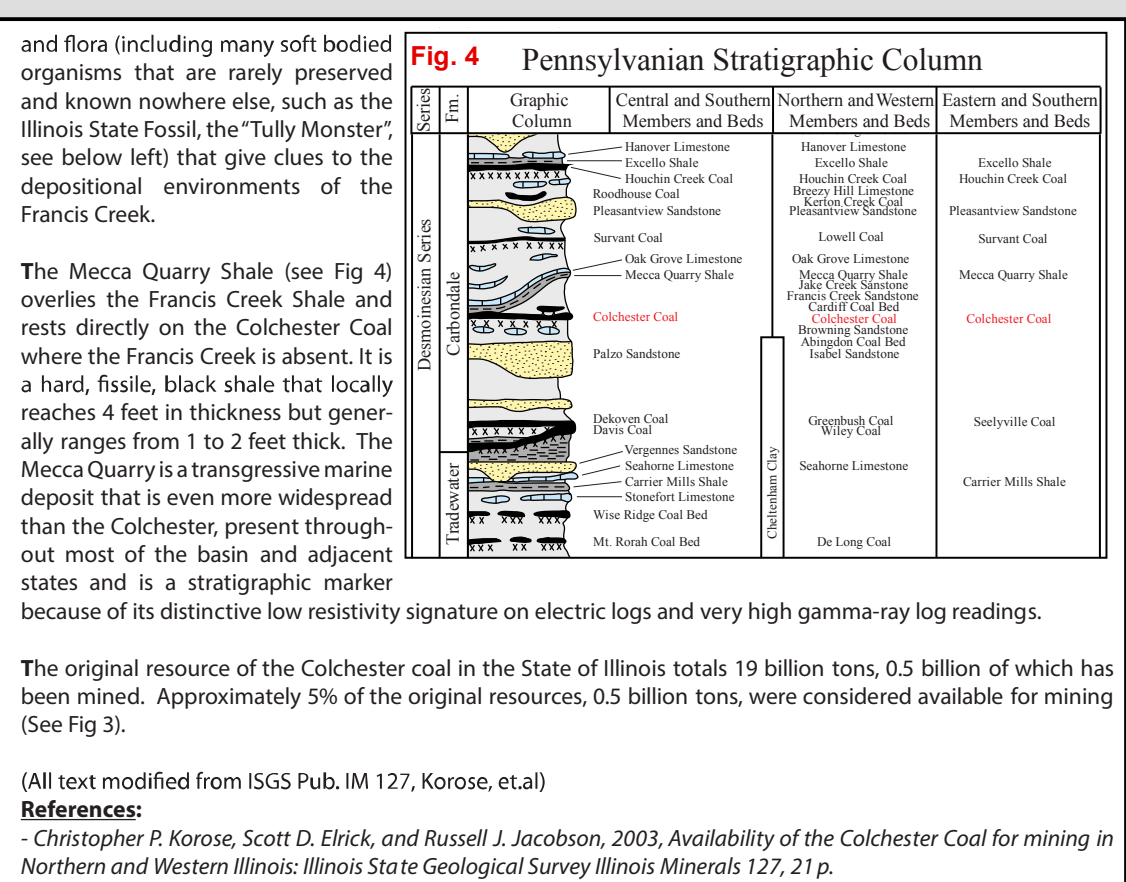 and flora (including many soft bodied
organisms that are rarely preserved
and known nowhere else, such as the
Illinois State Fossil, the “Tully Monster”,
see below left) that give clues to the
depositional environments of the
Francis Creek.
The Mecca Quarry Shale (see Fig 4)
overlies the Francis Creek Shale and
rests directly on the Colchester Coal
where the Francis Creek is absent. It is
a hard, fissile, black shale that locally
reaches 4 feet in thickness but gener-
ally ranges from 1 to 2 feet thick. The
Mecca Quarry is a transgressive marine
deposit that is even more widespread
than the Colchester, present through-
out most of the basin and adjacent
states and is a stratigraphic marker
because of its distinctive low resistivity signature on electric logs and very high gamma-ray log readings.
Fig. 4 Pennsylvanian Stratigraphic Column
Series
Fm.
Graphic
Column
Central and Southern
Members and Beds
Northern and Western
Members and Beds
Eastern and Southern
Members and Beds
Desmoinesian Series
Carbondale
Tradewater
Hanover Limestone
Excello Shale
Houchin Creek Coal
Roodhouse Coal
Pleasantview Sandstone
Survant Coal
Oak Grove Limestone
Mecca Quarry Shale
Colchester Coal
Palzo Sandstone
Dekoven Coal
Davis Coal
Vergennes Sandstone
Seahorne Limestone
Carrier Mills Shale
Stonefort Limestone
Wise Ridge Coal Bed
Mt. Rorah Coal Bed
Cheltenham Clay
Hanover Limestone
Excello Shale
Houchin Creek Coal
Breezy Hill Limestone
Kerton Creek Coal
Pleasantview Sandstone
Lowell Coal
Oak Grove Limestone
Mecca Quarry Shale
Jake Creek Sanstone
Francis Creek Sandstone
Cardiff Coal Bed
Colchester Coal
Browning Sandstone
Abingdon Coal Bed
Isabel Sandstone
Greenbush Coal
Wiley Coal
Seahorne Limestone
De Long Coal
Excello Shale
Houchin Creek Coal
Pleasantview Sandstone
Survant Coal
Mecca Quarry Shale
Colchester Coal
Seelyville Coal
Carrier Mills Shale
The original resource of the Colchester coal in the State of Illinois totals 19 billion tons, 0.5 billion of which has
been mined. Approximately 5% of the original resources, 0.5 billion tons, were considered available for mining
(See Fig 3).
(All text modified from ISGS Pub. IM 127, Korose, et.al)
References:
- Christopher P. Korose, Scott D. Elrick, and Russell J. Jacobson, 2003, Availability of the Colchester Coal for mining in
Northern and Western Illinois: Illinois State Geological Survey Illinois Minerals 127, 21 p.